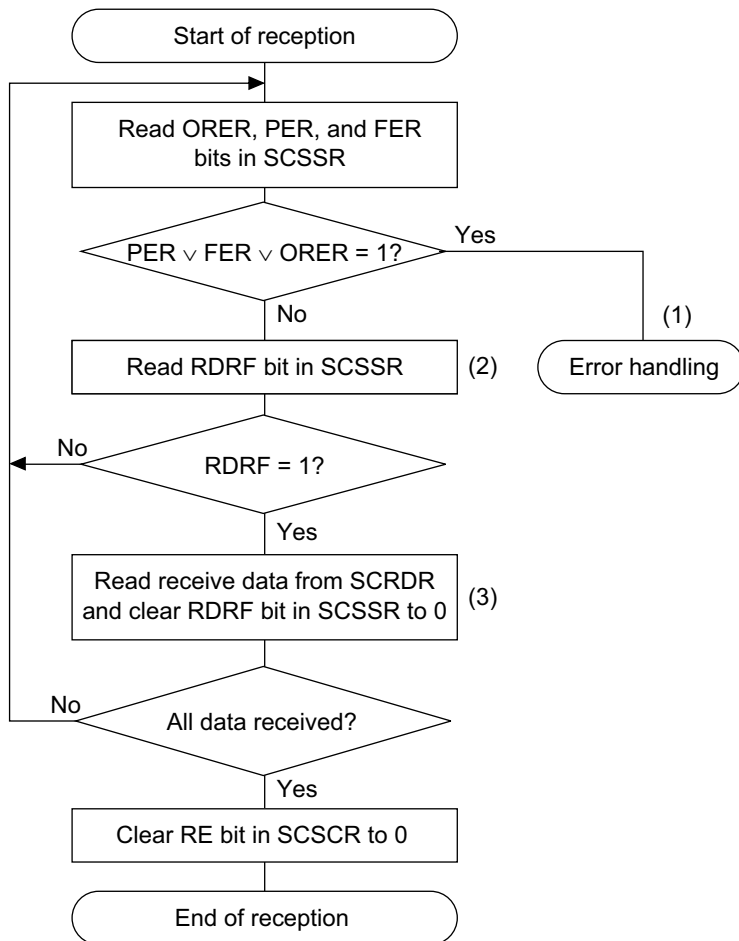 Start of reception
Read ORER, PER, and FER
bits in SCSSR
PER ∨ FER ∨ ORER = 1?
Yes
No
(1)
Error handling
Read RDRF bit in SCSSR
(2)
No
RDRF = 1?
Yes
Read receive data from SCRDR
and clear RDRF bit in SCSSR to 0
(3)
No
All data received?
Yes
Clear RE bit in SCSCR to 0
End of reception